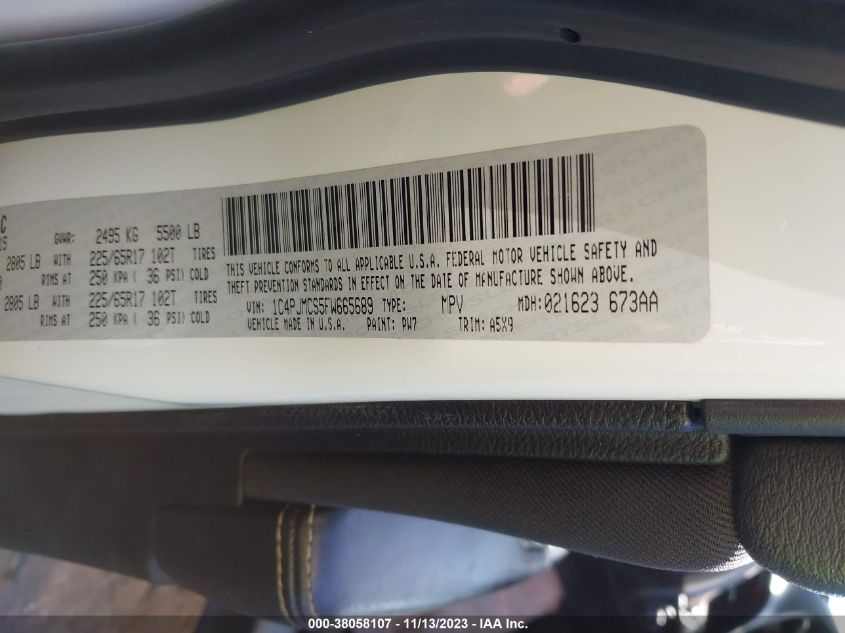 C
15
GVWR: 2495 KG 5500 LB
2805 LB WITH 225/65R17 102T TIRES
RIMS AT 250 KPA ( 36 PSI) COLD
2805 LB WITH 225/65R17 102T TIRES
RIMS AT 250 KPA ( 36 PSI) COLD
THIS VEHICLE CONFORMS TO ALL APPLICABLE U.S.A. FEDERAL MOTOR VEHICLE SAFETY AND
THEFT PREVENTION STANDARDS IN EFFECT ON THE DATE OF MANUFACTURE SHOWN ABOVE.
VIN: 1C4PJMCS5FW665689 TYPE: MPV MDH: 021623 673AA
VEHICLE MADE IN U.S.A. PAINT: PW7 TRIM: A5X9
000-38058107 - 11/13/2023 - IAA Inc.